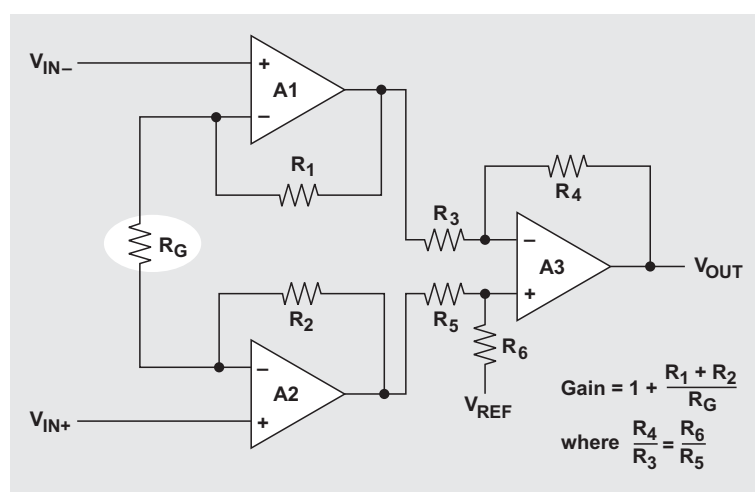 V_IN–
A1
+
–
R_1
R_G
R_3
R_4
–
A3
+
V_OUT
R_2
R_5
R_6
–
A2
+
V_IN+
V_REF
Gain = 1 + (R_1 + R_2)/R_G
where R_4/R_3 = R_6/R_5